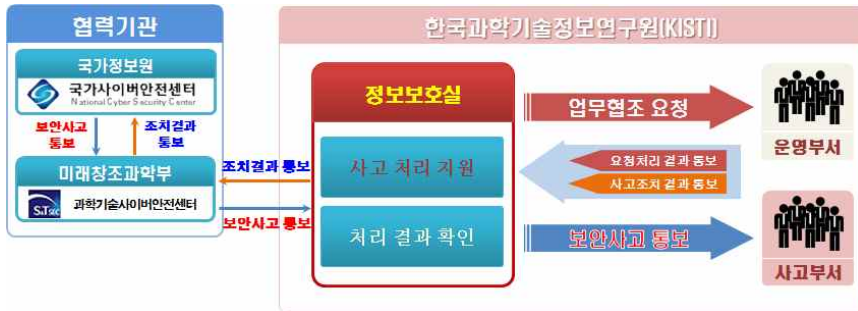 협력기관
국가정보원
국가사이버안전센터
National Cyber Security Center
보안사고
통보
조치결과
통보
미래창조과학부
S&T SEC
과학기술사이버안전센터
조치결과 통보
보안사고 통보
한국과학기술정보연구원(KISTI)
정보보호실
사고 처리 지원
처리 결과 확인
업무협조 요청
요청처리 결과 통보
사고조치 결과 통보
보안사고 통보
운영부서
사고부서